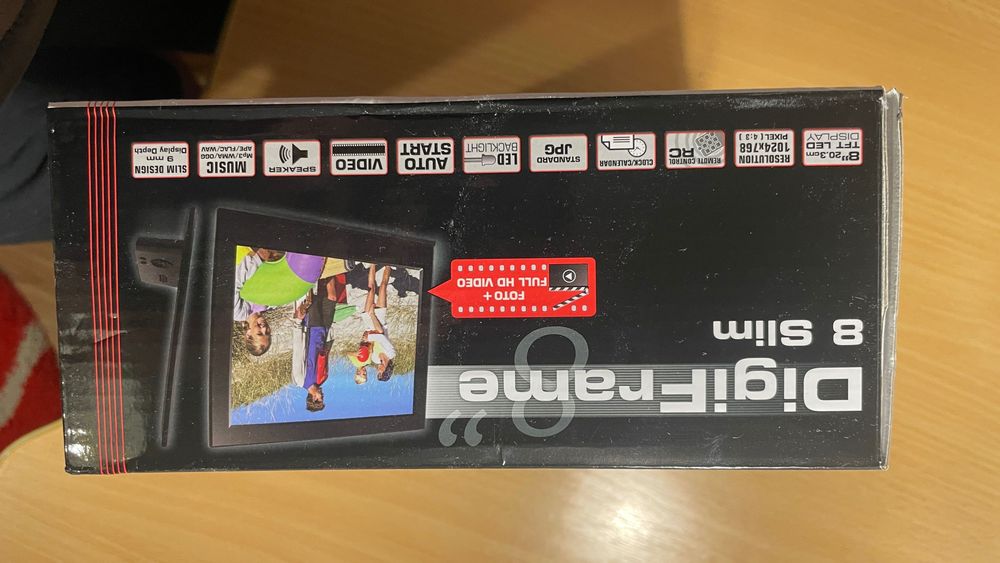 DigiFrame
8"
8 Slim
FOTO +
FULL HD VIDEO
8"/20.3cm
TFT LED
DISPLAY
RESOLUTION
1024x768
PIXEL [ 4:3 ]
REMOTE CONTROL
RC
CLOCK/CALENDAR
STANDARD
JPG
LED
BACKLIGHT
AUTO
START
VIDEO
SPEAKER
MUSIC
Mp3/WMA/OGG
APE/FLAC/WAV
SLIM DESIGN
9 mm
Display Depth